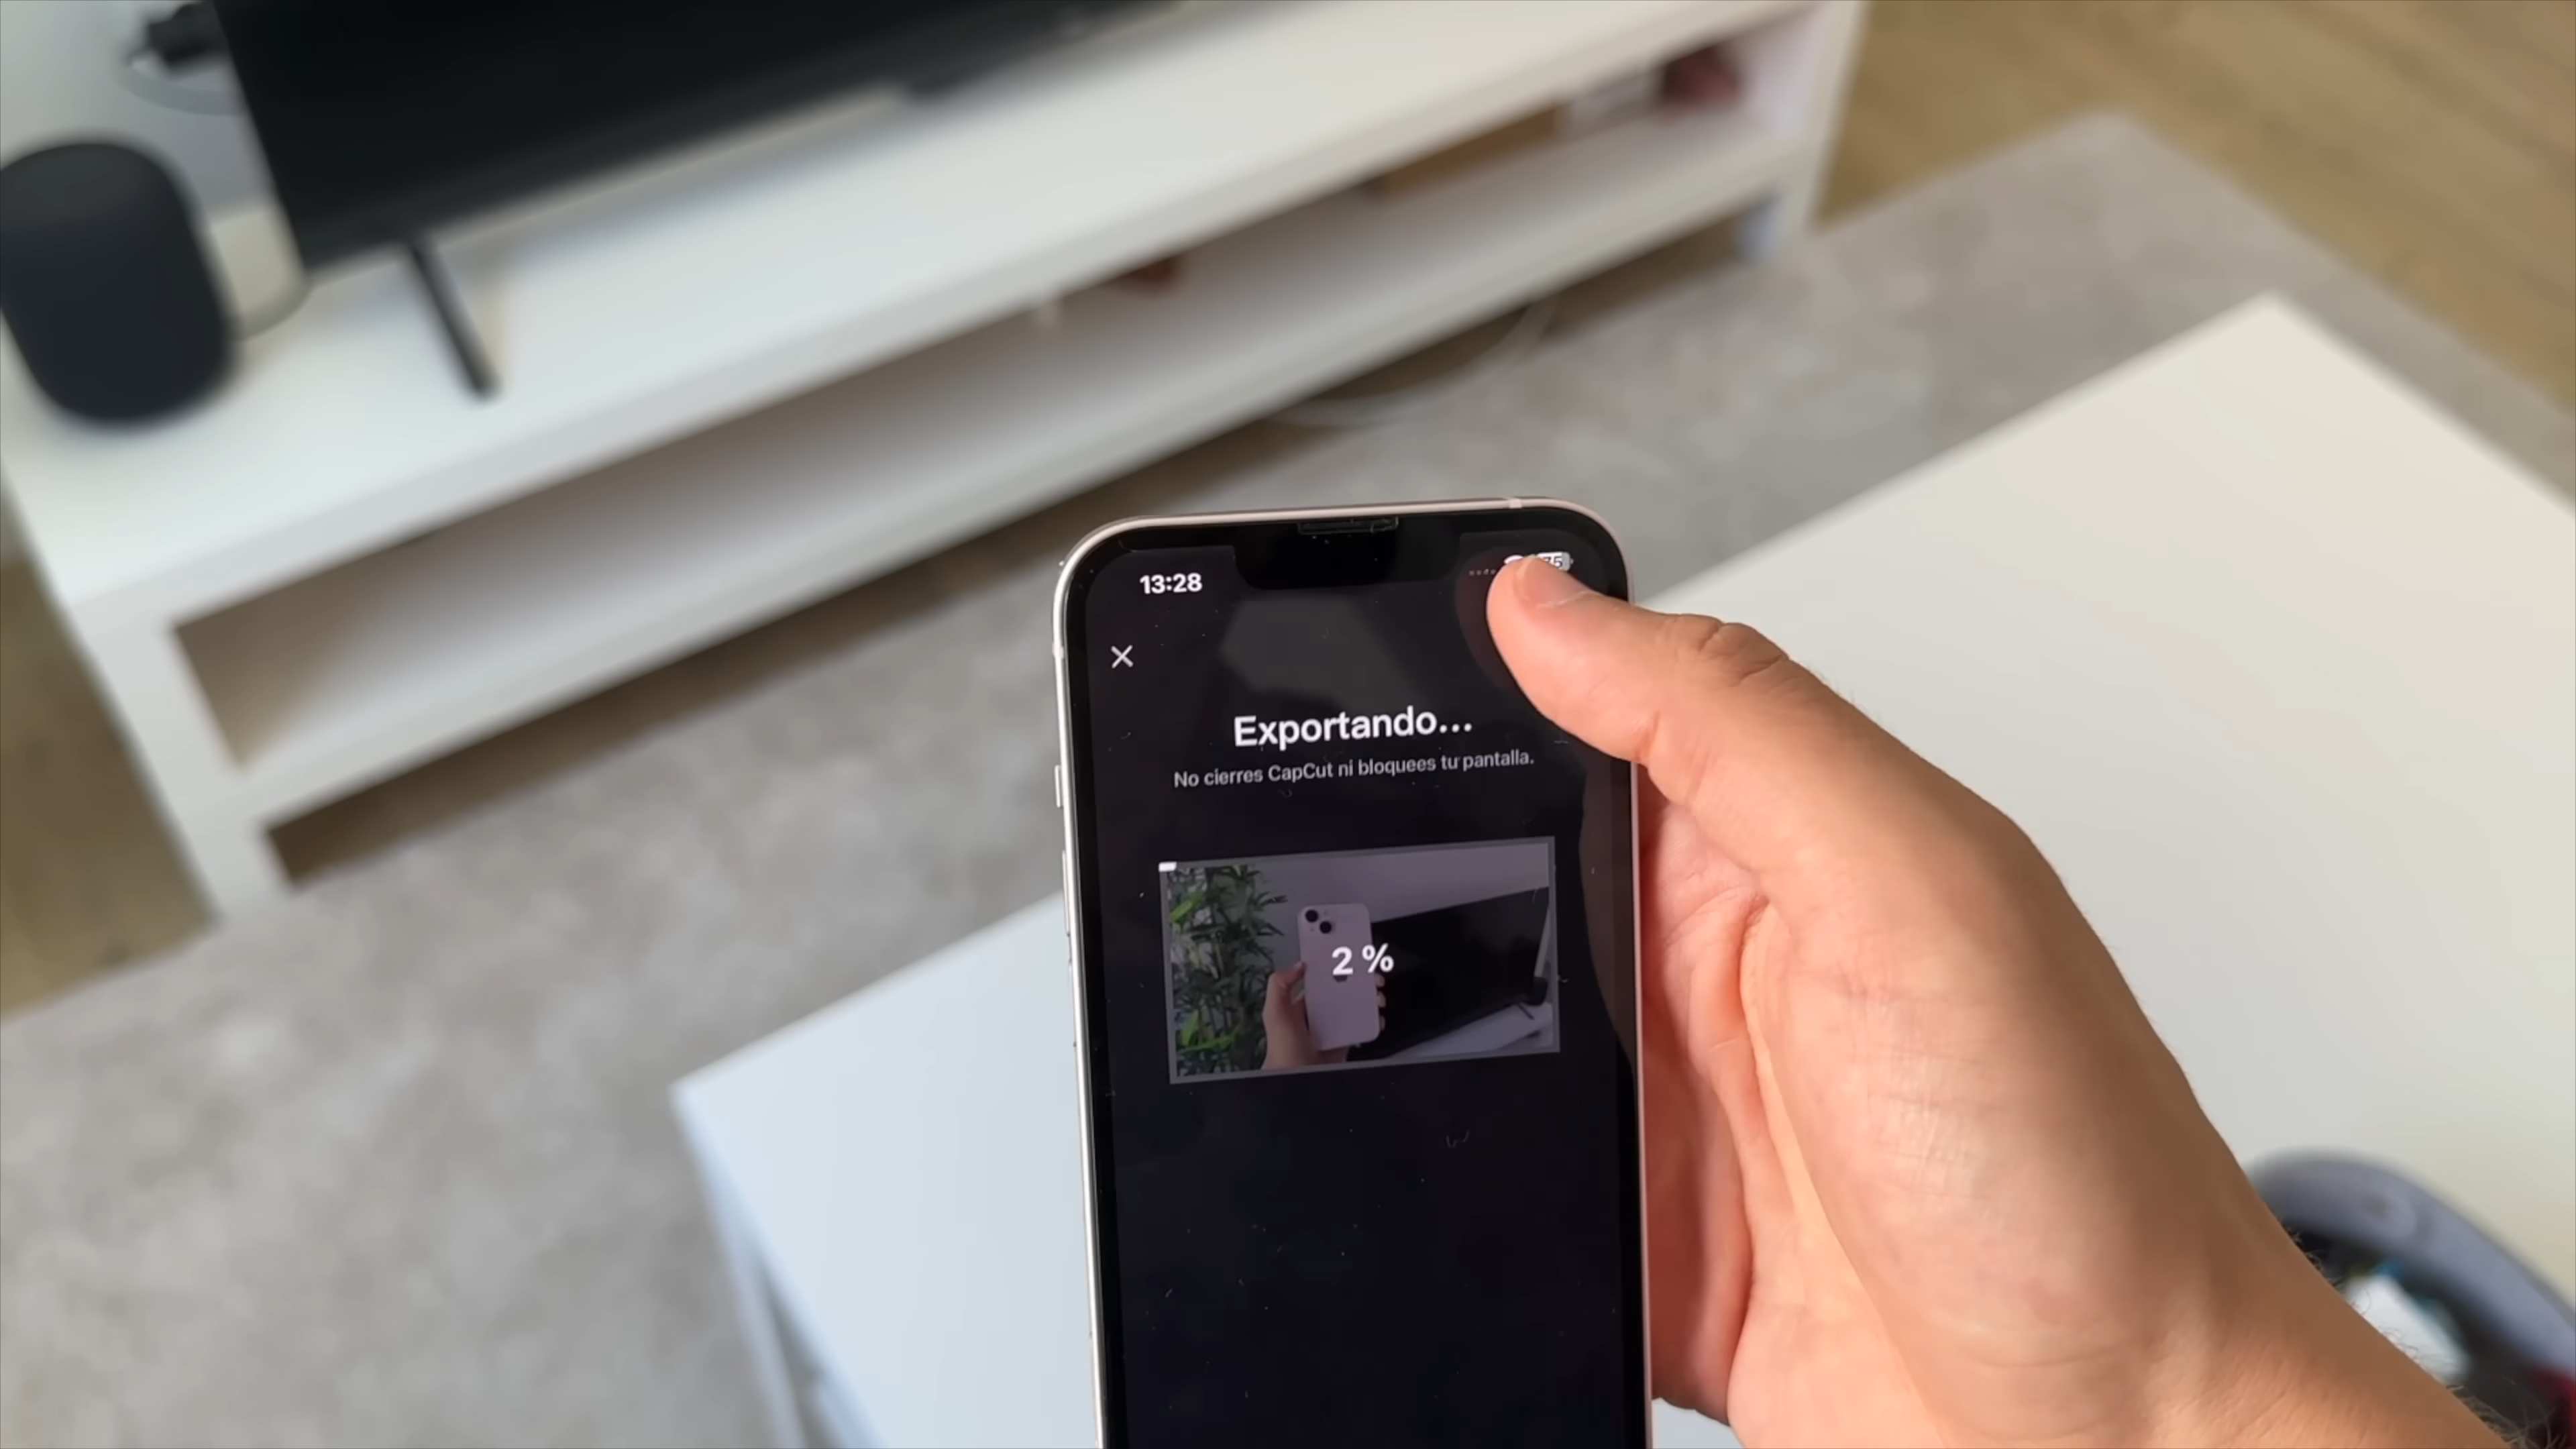 13:28
Exportando...
No cierres CapCut ni bloquees tu pantalla.
2 %